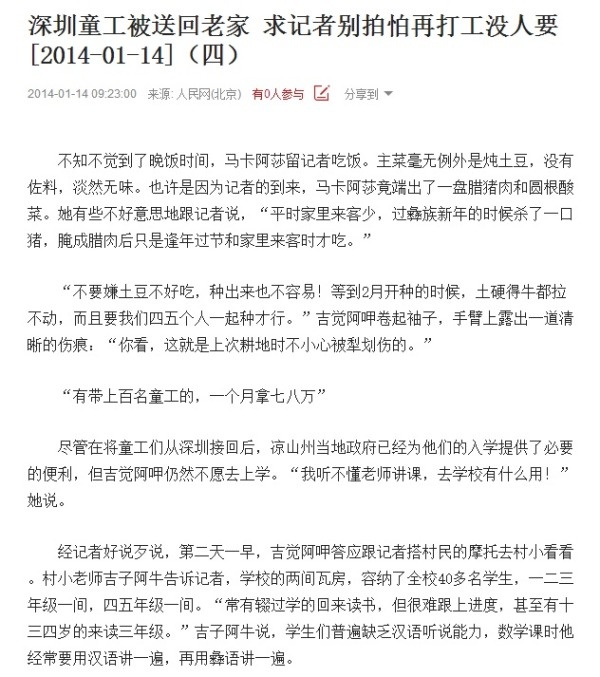 深圳童工被送回老家 求记者别拍怕再打工没人要
[2014-01-14]（四）
2014-01-14 09:23:00 来源: 人民网(北京) 有0人参与 分享到
不知不觉到了晚饭时间，马卡阿莎留记者吃饭。主菜毫无例外是炖土豆，没有
佐料，淡然无味。也许是因为记者的到来，马卡阿莎竟端出了一盘腊猪肉和圆根酸
菜。她有些不好意思地跟记者说，“平时家里来客少，过彝族新年的时候杀了一口
猪，腌成腊肉后只是逢年过节和家里来客时才吃。”
“不要嫌土豆不好吃，种出来也不容易！等到2月开种的时候，土硬得牛都拉
不动，而且要我们四五个人一起种才行。”吉觉阿呷卷起袖子，手臂上露出一道清
晰的伤痕：“你看，这就是上次耕地时不小心被犁划伤的。”
“有带上百名童工的，一个月拿七八万”
尽管在将童工们从深圳接回后，凉山州当地政府已经为他们的入学提供了必要
的便利，但吉觉阿呷仍然不愿去上学。“我听不懂老师讲课，去学校有什么用！”
她说。
经记者好说歹说，第二天一早，吉觉阿呷答应跟记者搭村民的摩托去村小看看
。村小老师吉子阿牛告诉记者，学校的两间瓦房，容纳了全校40多名学生，一二三
年级一间，四五年级一间。“常有辍过学的回来读书，但很难跟上进度，甚至有十
三四岁的来读三年级。”吉子阿牛说，学生们普遍缺乏汉语听说能力，数学课时他
经常要用汉语讲一遍，再用彝语讲一遍。